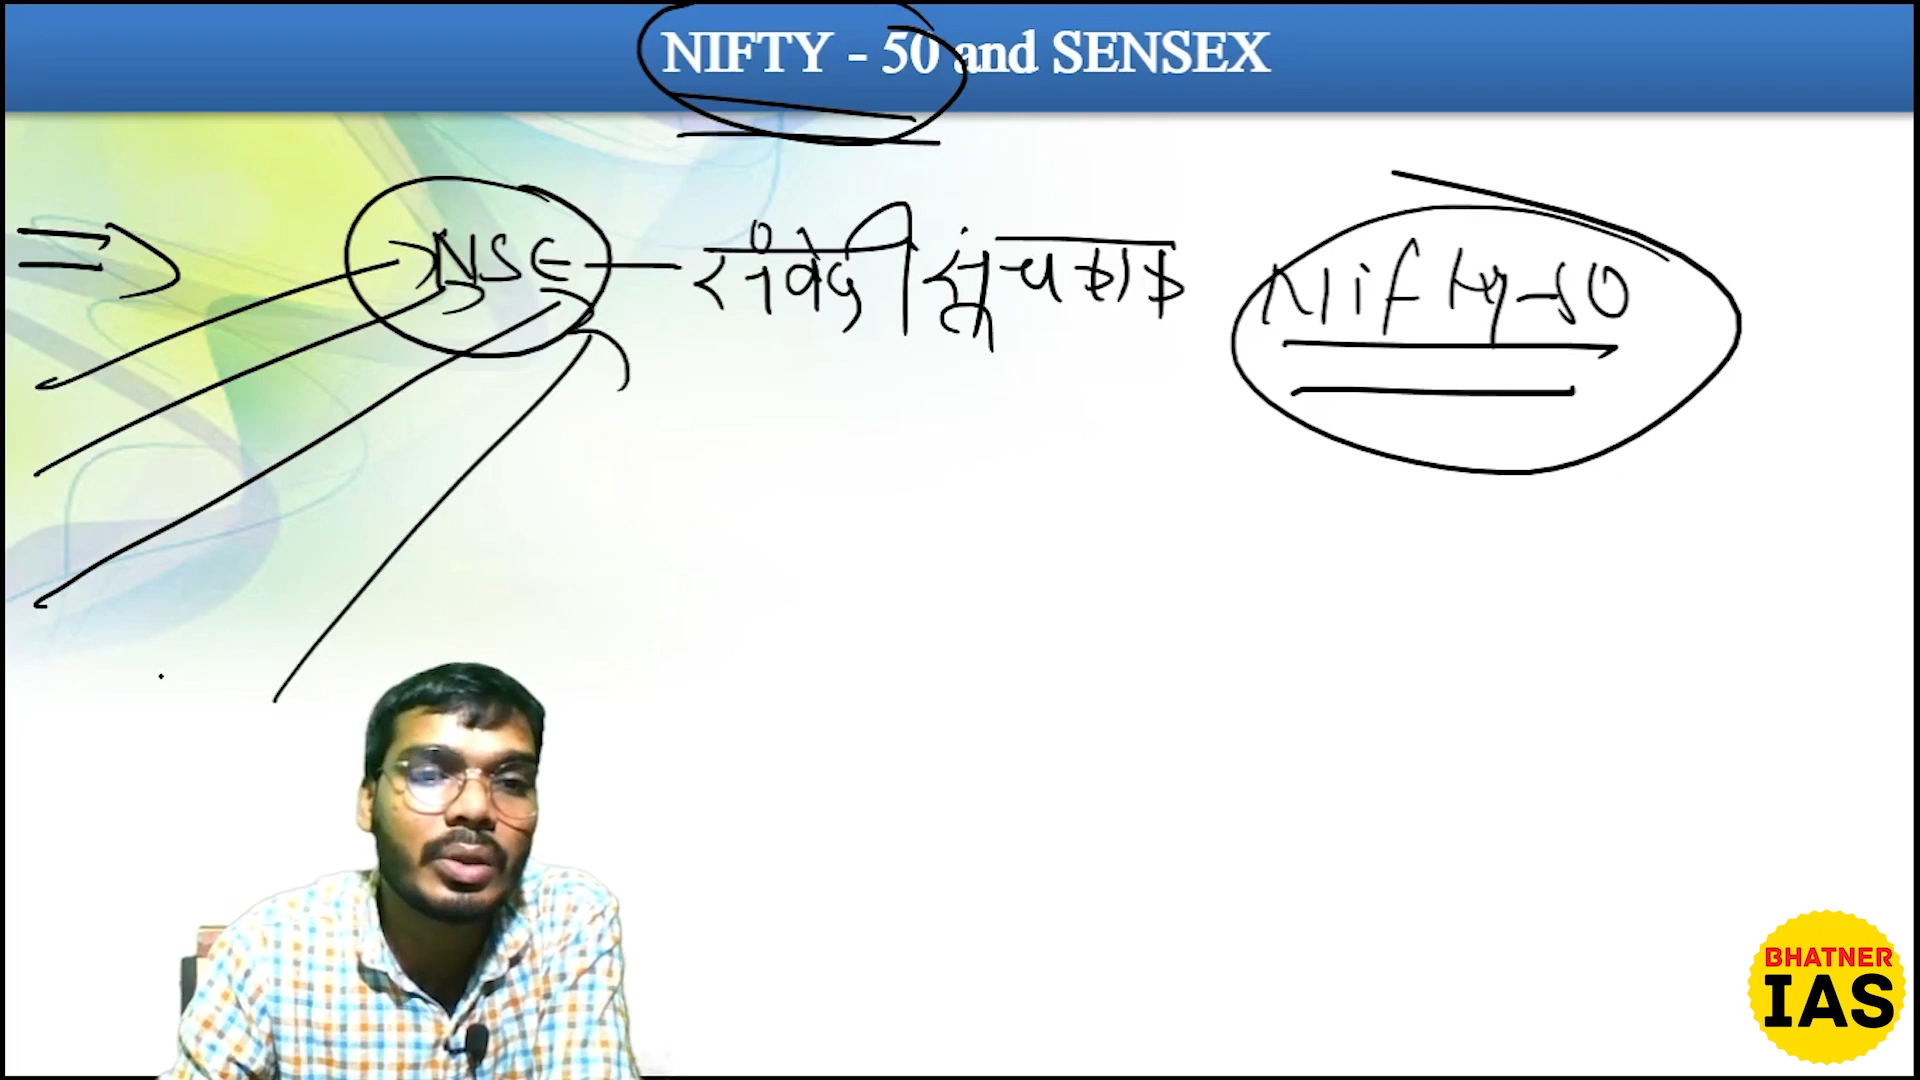 NIFTY - 50 and SENSEX
⇒ NSE — संवेदी सूचकांक Nifty-50
BHATNER
IAS